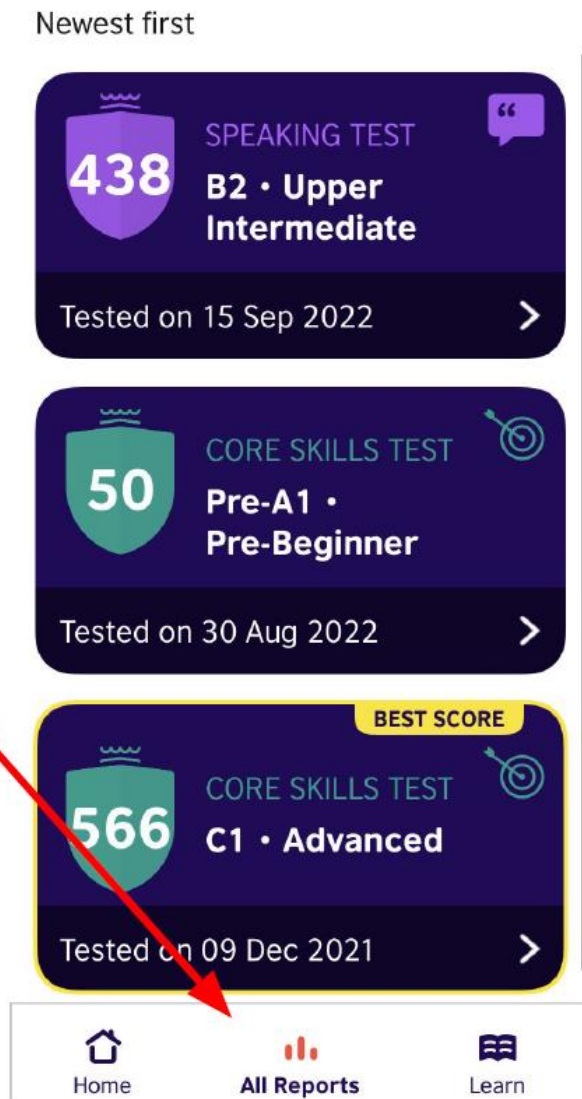 Newest first
438
SPEAKING TEST
“
B2 · Upper
Intermediate
Tested on 15 Sep 2022
50
CORE SKILLS TEST
Pre-A1 ·
Pre-Beginner
Tested on 30 Aug 2022
BEST SCORE
566
CORE SKILLS TEST
C1 · Advanced
Tested on 09 Dec 2021
Home
All Reports
Learn